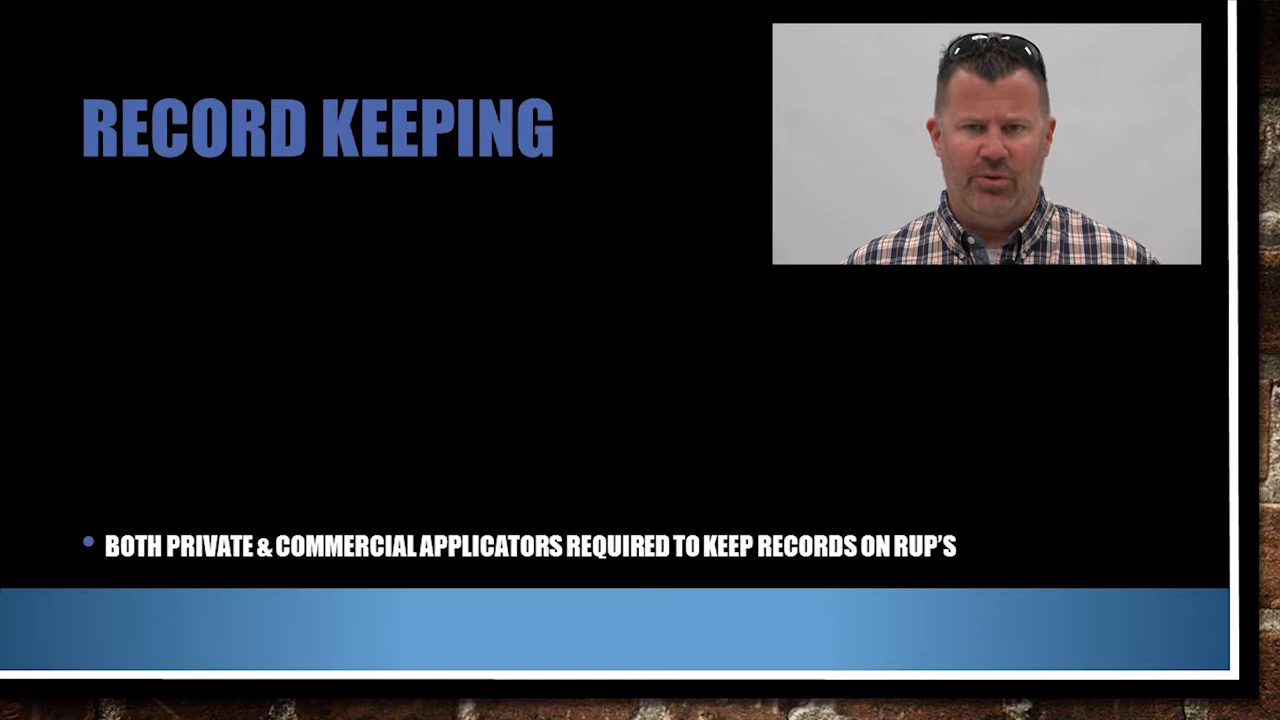 RECORD KEEPING
• BOTH PRIVATE & COMMERCIAL APPLICATORS REQUIRED TO KEEP RECORDS ON RUP’S